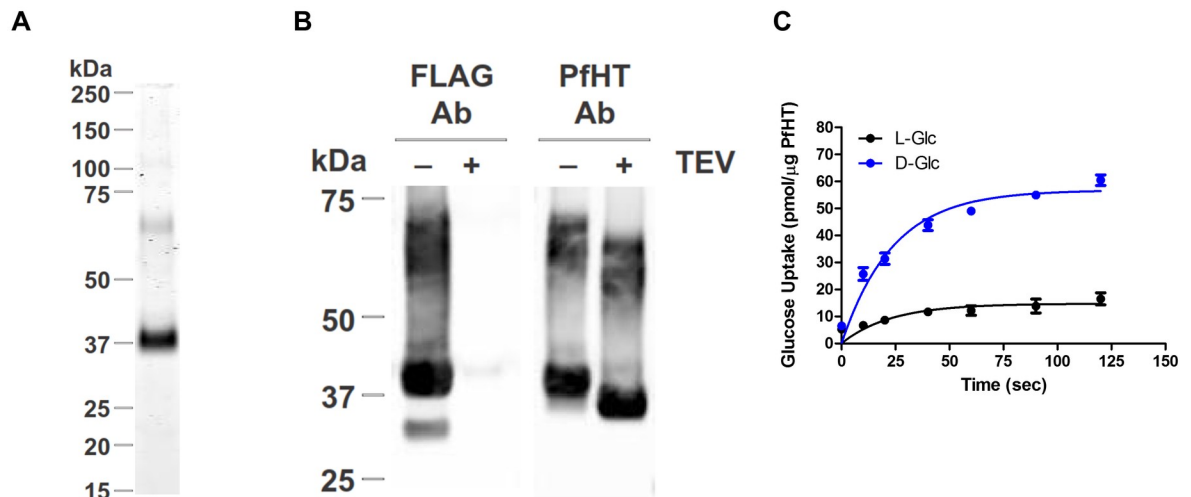 A
kDa
250
150
100
75
50
37
25
20
15
B
FLAG Ab
PfHT Ab
kDa
– + – + TEV
75
50
37
25
C
Glucose Uptake (pmol/µg PfHT)
80
70
60
50
40
30
20
10
0
L-Glc
D-Glc
0 25 50 75 100 125 150
Time (sec)